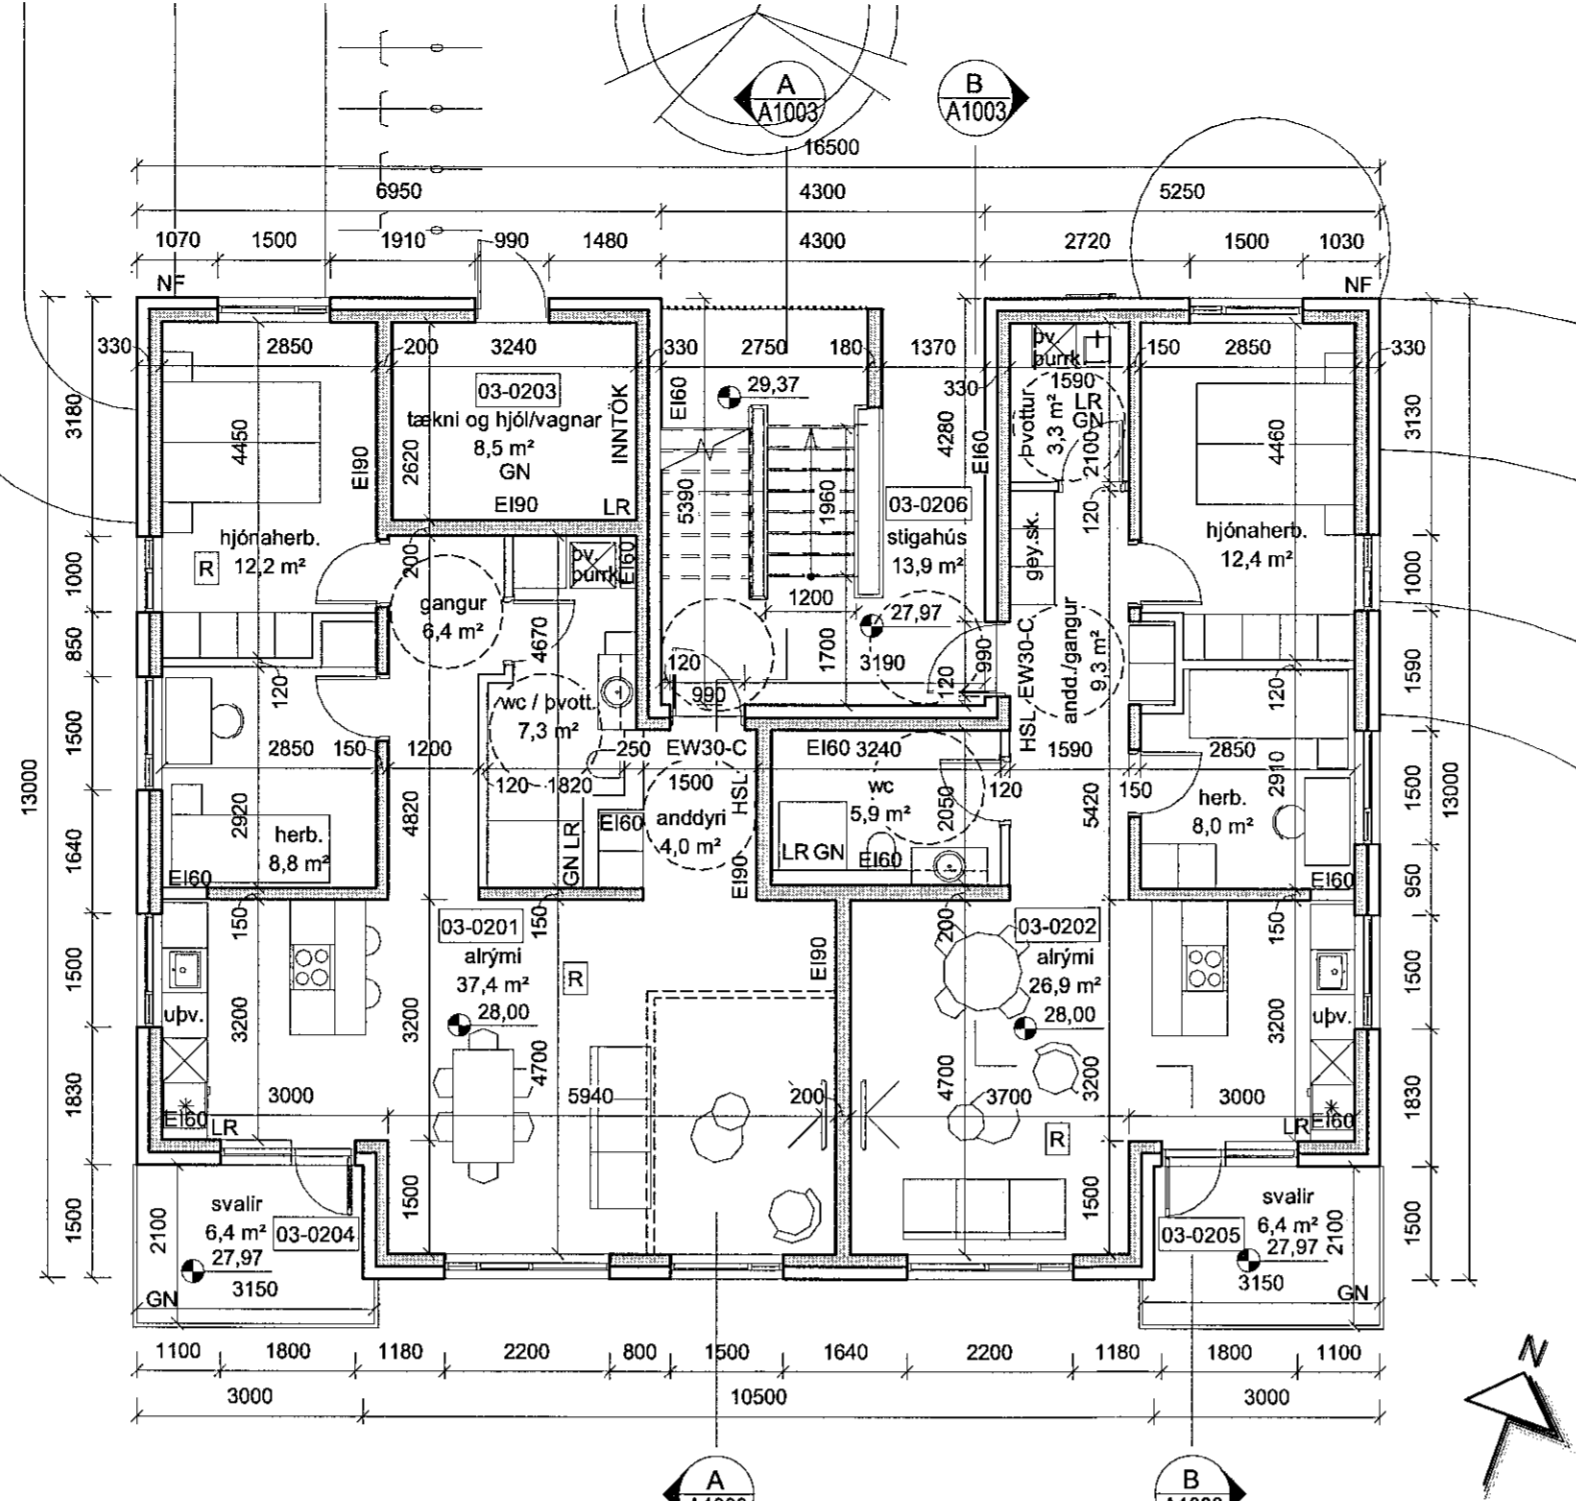 A
A1003
B
A1003
16500
6950
4300
5250
1070
1500
1910
990
1480
4300
2720
1500
1030
NF
NF
330
2850
200
3240
330
2750
180
1370
330
1590
150
2850
330
þv.
þurrk
03-0203
tækni og hjól/vagnar
8,5 m²
GN
EI90
LR
INNTÖK
EI60
29,37
Þvottur
3,3 m²
LR
GN
2100
3180
4450
EI90
2620
4280
EI60
4460
3130
5390
1960
03-0206
stigahús
13,9 m²
120
gey.sk.
hjónaherb.
12,2 m²
R
hjónaherb.
12,4 m²
1000
200
þv.
þurrk
EI60
1000
gangur
6,4 m²
1200
27,97
850
4670
120
1700
3190
990
120
HSL EW30-C
andd./gangur
9,3 m²
1590
120
120
wc / þvott.
7,3 m²
990
1500
2850
150
1200
250
EW30-C
EI60
3240
1590
2850
2910
120
1820
1500
HSL
wc
5,9 m²
2050
120
150
1500
13000
13000
2920
4820
anddyri
4,0 m²
5420
herb.
8,0 m²
1640
herb.
8,8 m²
EI60
GN LR
EI60
EI90
LR GN
EI60
EI60
950
150
03-0201
alrými
37,4 m²
28,00
150
R
EI90
200
03-0202
alrými
26,9 m²
28,00
150
1500
1500
uþv.
3200
3200
uþv.
3200
4700
4700
3200
1830
3000
5940
200
3700
3000
1830
EI60
LR
R
LR
EI60
1500
2100
svalir
6,4 m²
03-0204
27,97
3150
GN
1500
1500
03-0205
svalir
6,4 m²
27,97
3150
2100
GN
1500
1100
1800
1180
2200
800
1500
1640
2200
1180
1800
1100
3000
10500
3000
N
A
B